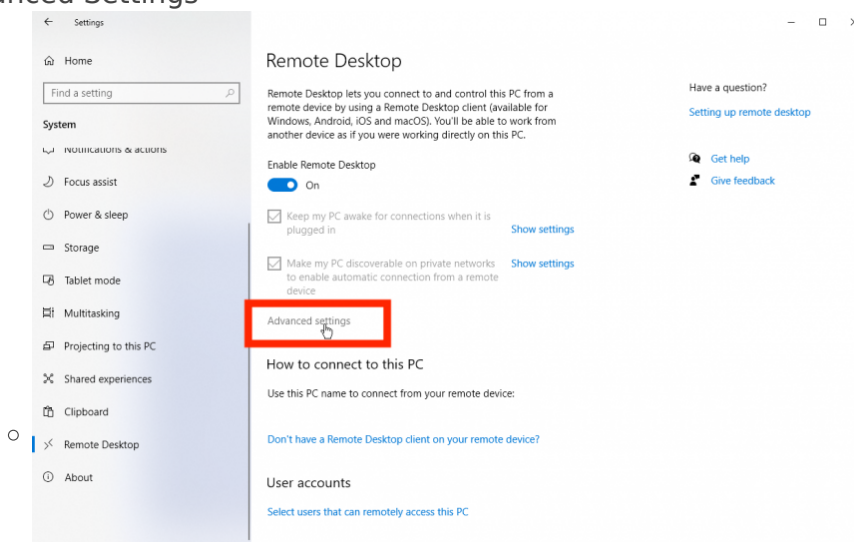 anced Settings
Settings
Home
Find a setting
System
Notifications & actions
Focus assist
Power & sleep
Storage
Tablet mode
Multitasking
Projecting to this PC
Shared experiences
Clipboard
Remote Desktop
About
Remote Desktop
Remote Desktop lets you connect to and control this PC from a
remote device by using a Remote Desktop client (available for
Windows, Android, iOS and macOS). You'll be able to work from
another device as if you were working directly on this PC.
Enable Remote Desktop
On
Keep my PC awake for connections when it is
plugged in
Show settings
Make my PC discoverable on private networks
to enable automatic connection from a remote
device
Show settings
Advanced settings
How to connect to this PC
Use this PC name to connect from your remote device:
Don't have a Remote Desktop client on your remote device?
User accounts
Select users that can remotely access this PC
Have a question?
Setting up remote desktop
Get help
Give feedback